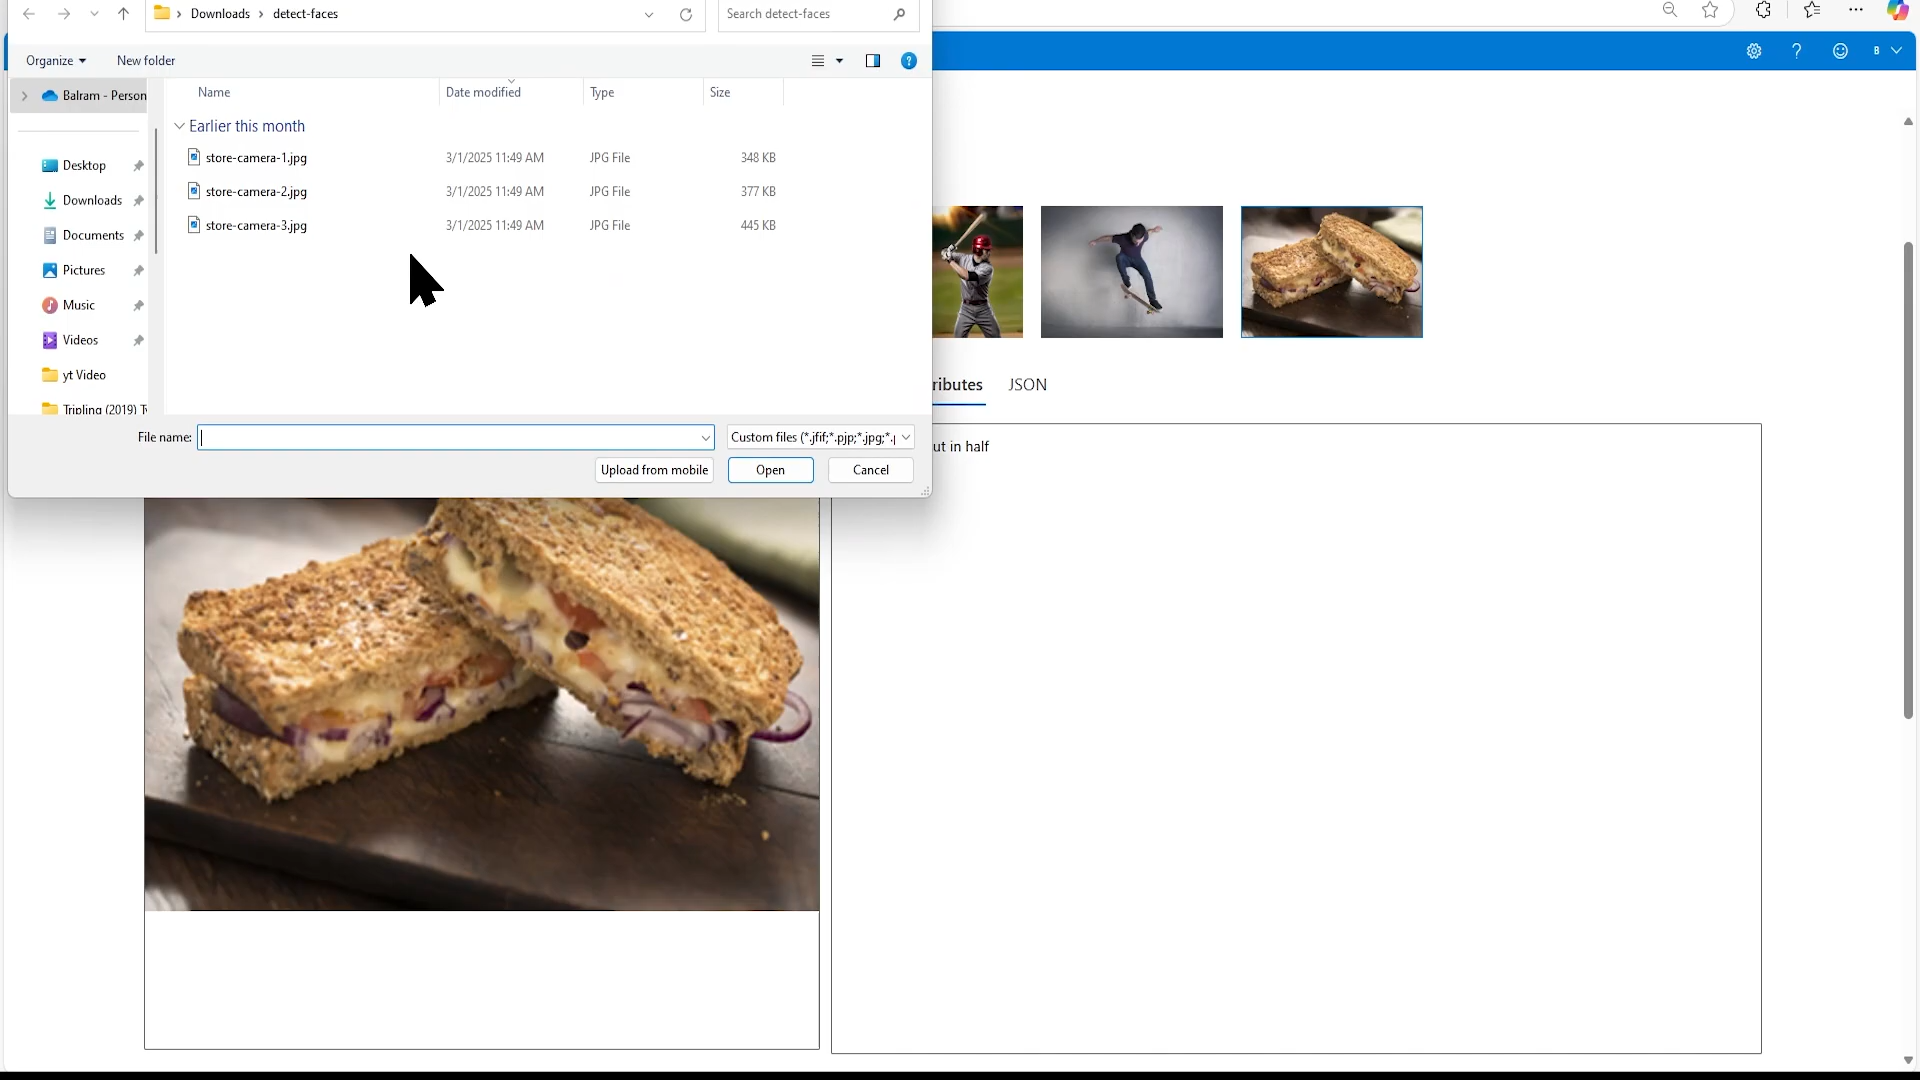 Downloads > detect-faces
Search detect-faces
Organize
New folder
?
?
B
Balram - Person
Name
Date modified
Type
Size
Earlier this month
store-camera-1.jpg 3/1/2025 11:49 AM JPG File 348 KB
store-camera-2.jpg 3/1/2025 11:49 AM JPG File 377 KB
store-camera-3.jpg 3/1/2025 11:49 AM JPG File 445 KB
Desktop
Downloads
Documents
Pictures
Music
Videos
yt Video
Tripling (2019)
ributes
JSON
File name:
Custom files (*.jfif;*.pjp;*.jpg;*.
ut in half
Upload from mobile
Open
Cancel